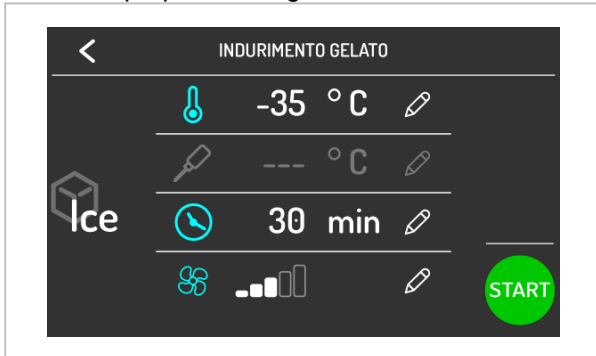 INDURIMENTO GELATO
-35 °C
--- °C
Ice
30 min
START